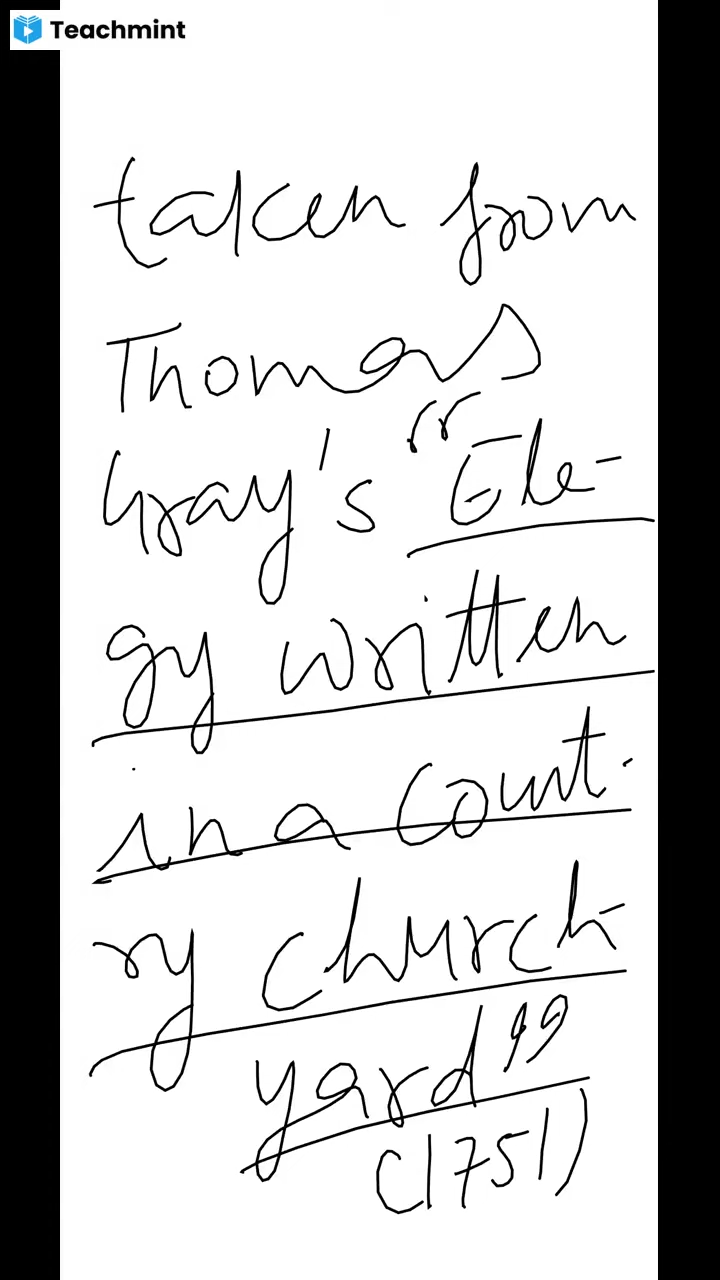 Teachmint
taken from
Thomas
Gray's "Ele-
gy written
in a Count-
ry Church-
yard"
(1751)